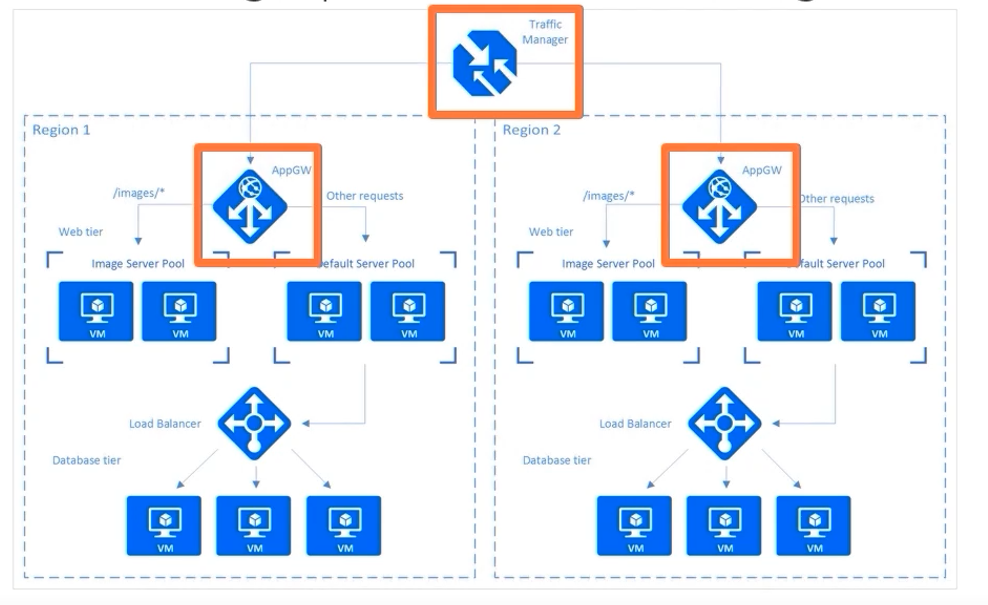 Traffic
Manager
Region 1
AppGW
/images/*
Other requests
Web tier
Image Server Pool
Default Server Pool
VM
VM
VM
VM
Load Balancer
Database tier
VM
VM
VM
Region 2
AppGW
/images/*
Other requests
Web tier
Image Server Pool
Default Server Pool
VM
VM
VM
VM
Load Balancer
Database tier
VM
VM
VM